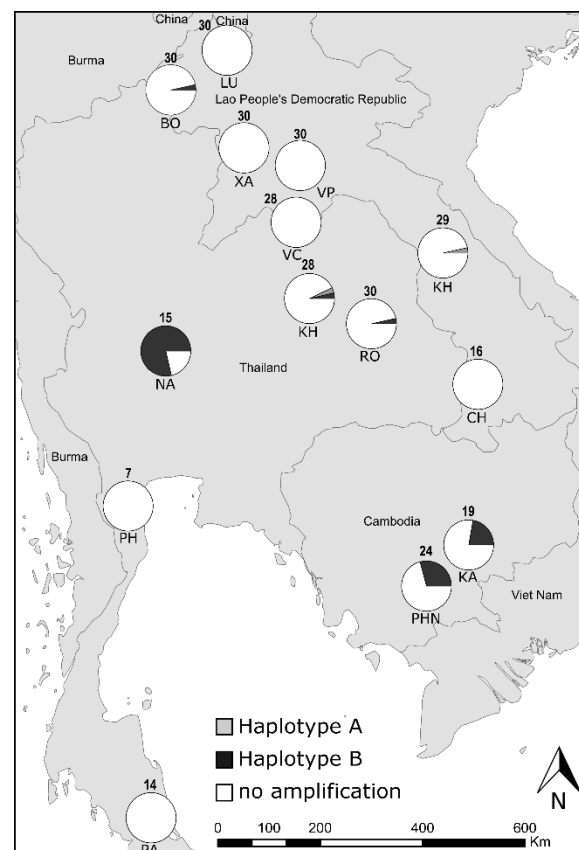 China
China
30
Burma
30
LU
Lao People's Democratic Republic
BO
30
30
XA
VP
28
29
VC
28
KH
30
KH
15
RO
16
NA
Thailand
CH
Burma
7
PH
19
Cambodia
24
KA
PHN
Viet Nam
Haplotype A
Haplotype B
no amplification
14
N
0 100 200 400 600
Km